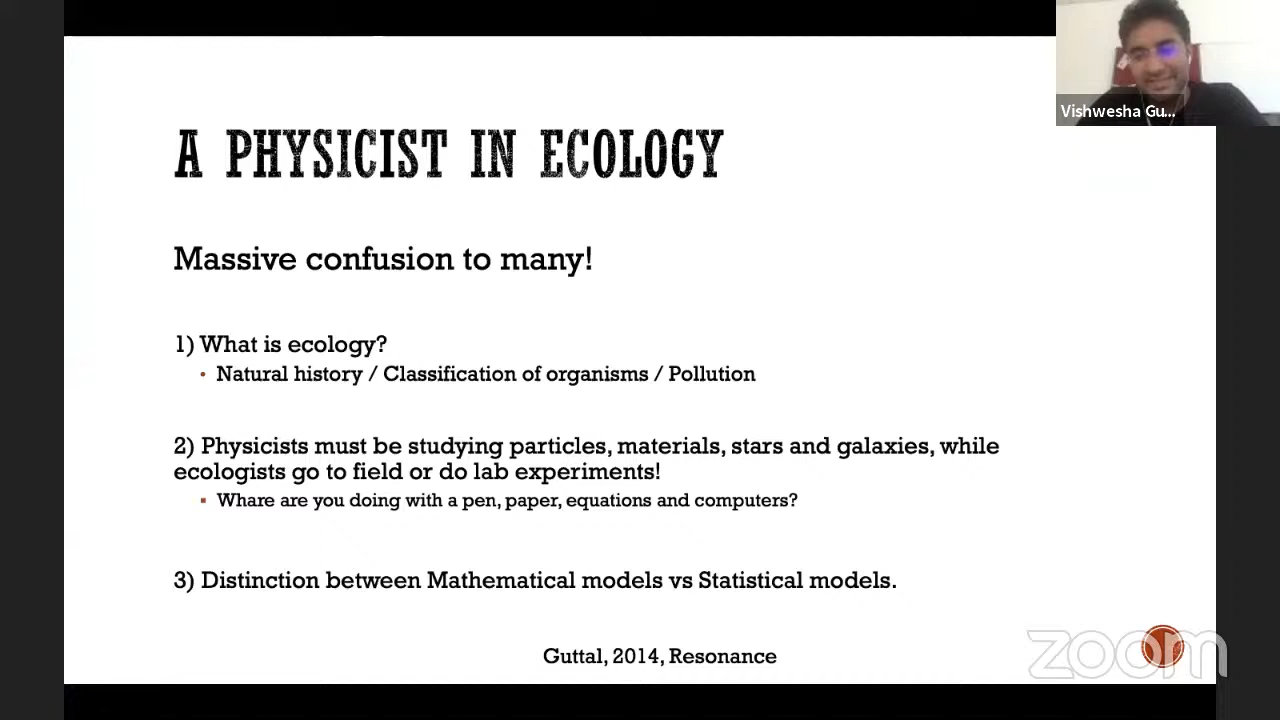 Vishwesha Gu...
A PHYSICIST IN ECOLOGY
Massive confusion to many!
1) What is ecology?
• Natural history / Classification of organisms / Pollution
2) Physicists must be studying particles, materials, stars and galaxies, while
ecologists go to field or do lab experiments!
▪ Whare are you doing with a pen, paper, equations and computers?
3) Distinction between Mathematical models vs Statistical models.
Guttal, 2014, Resonance
zoom